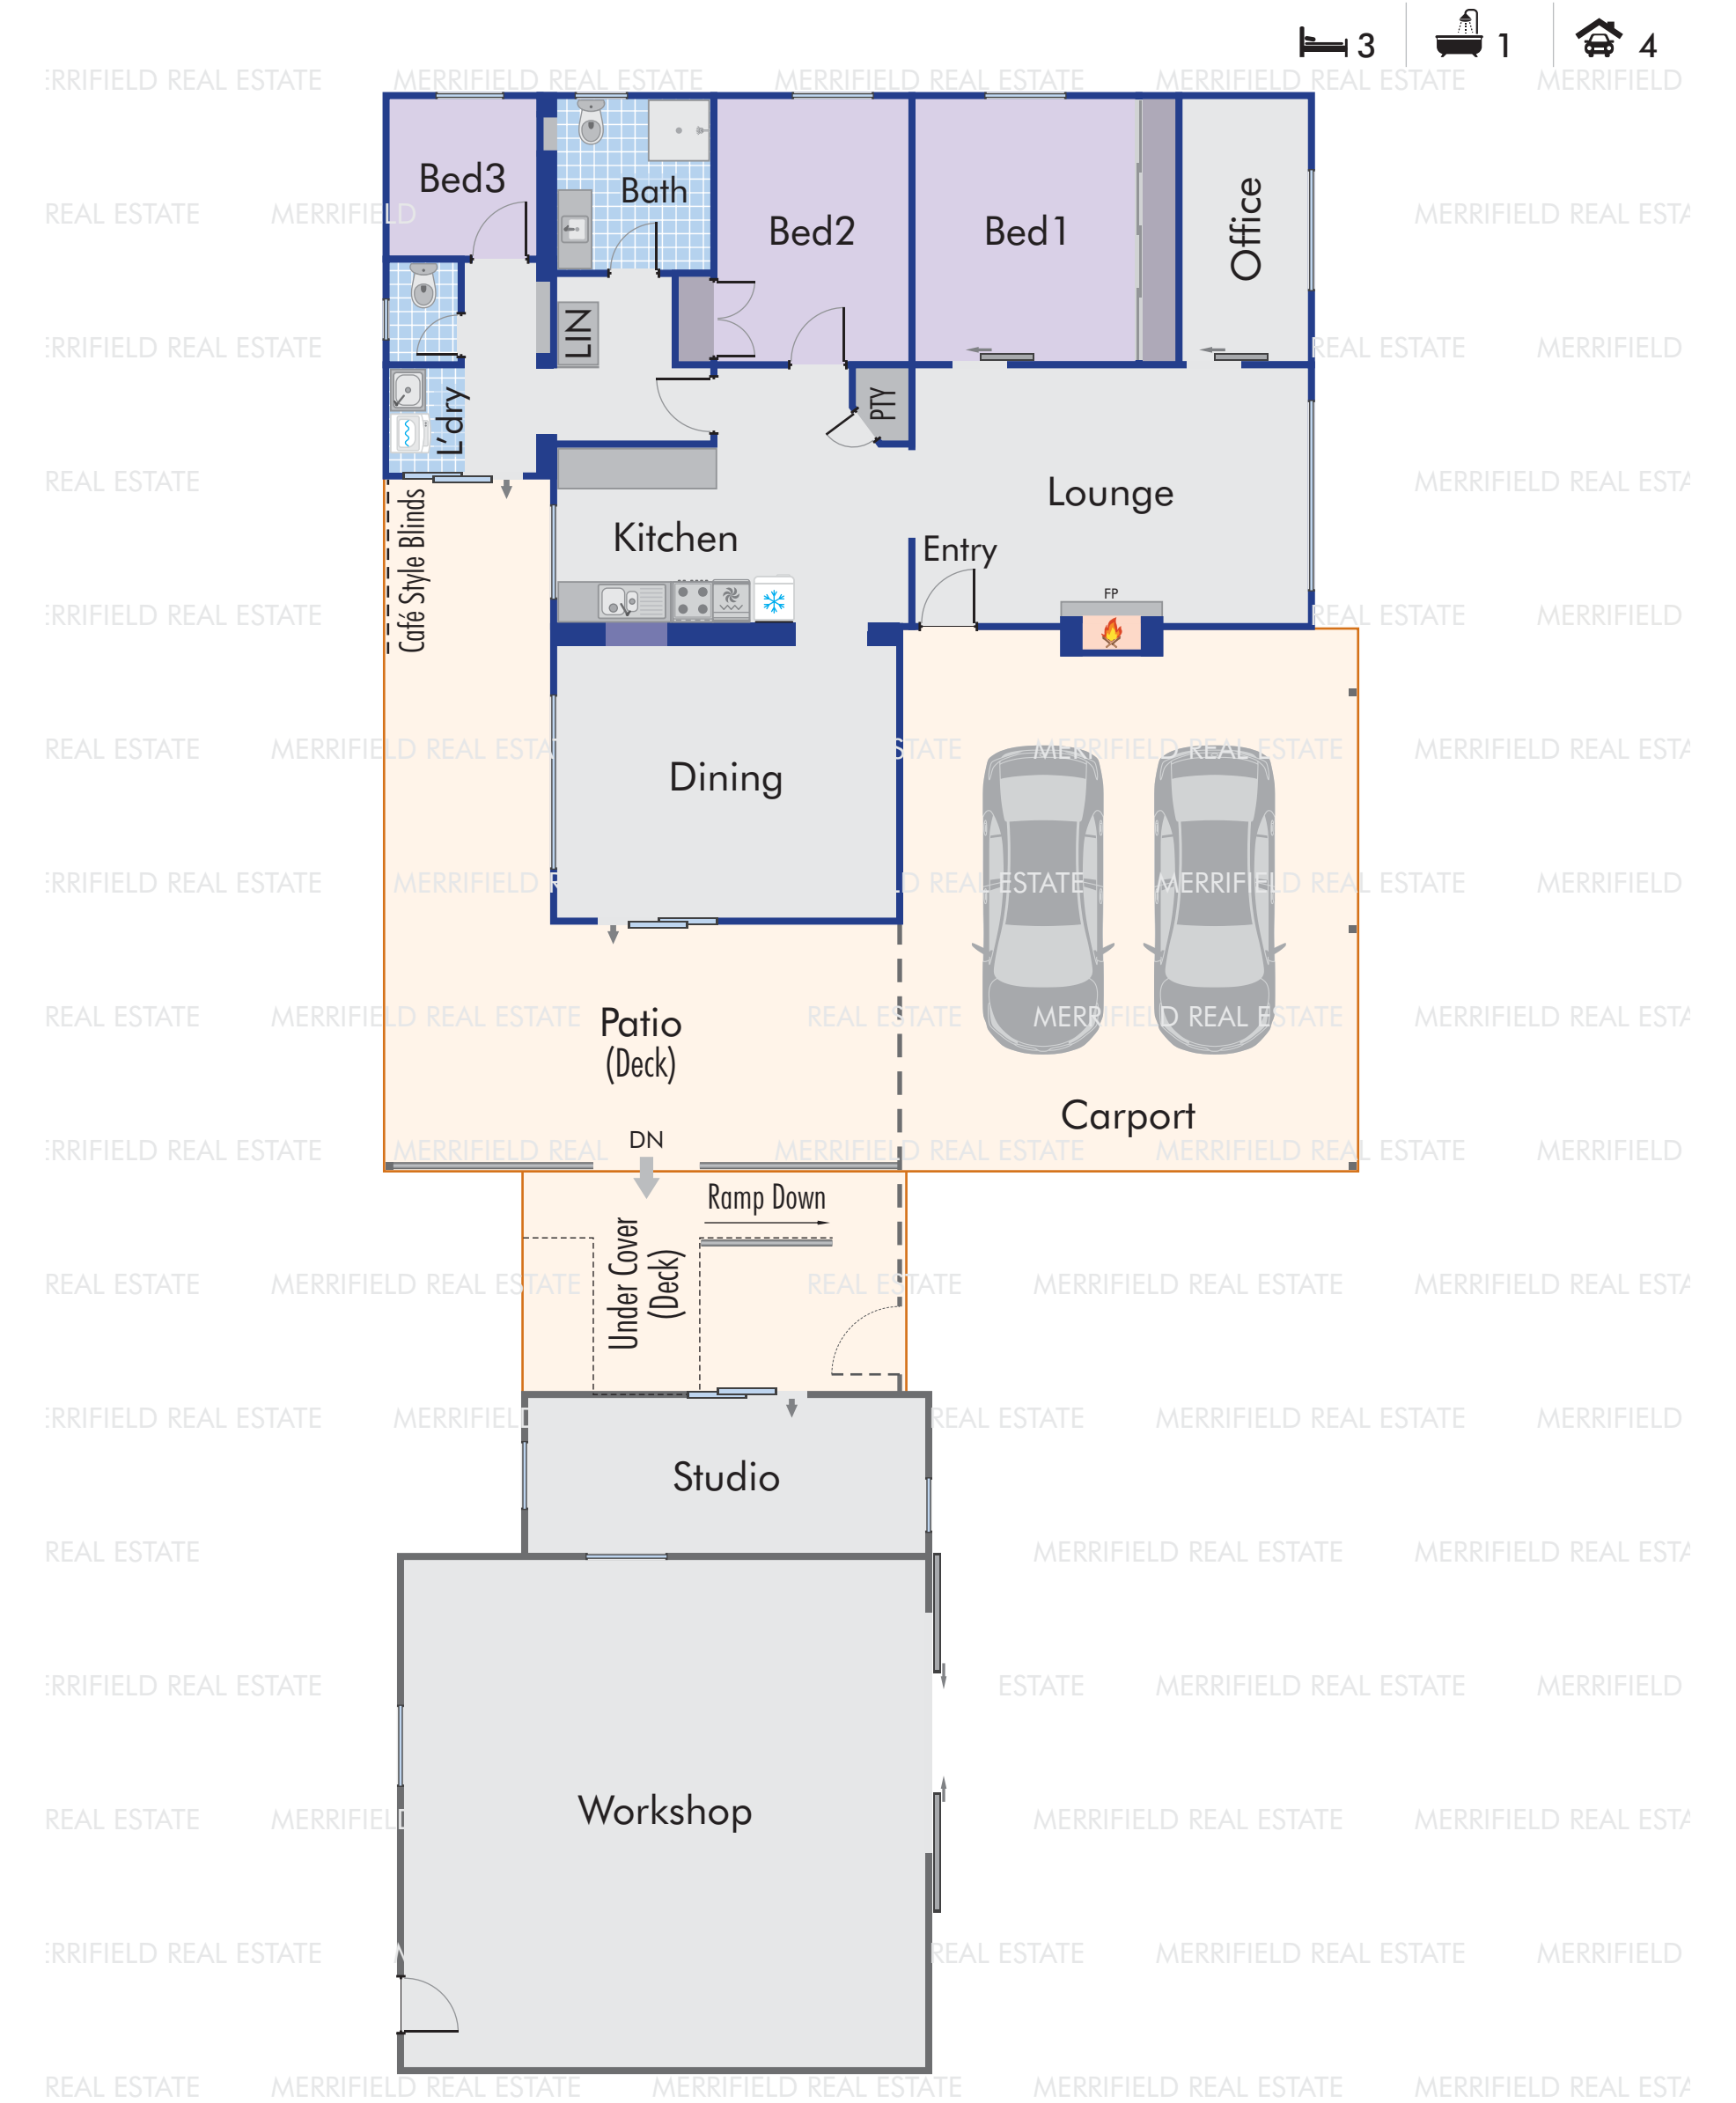 3
1
4
Bed3
Bath
Bed2
Bed1
Office
LIN
L'dry
PTY
Lounge
Kitchen
Entry
Café Style Blinds
FP
Dining
Patio
(Deck)
Carport
DN
Ramp Down
Under Cover
(Deck)
Studio
Workshop
MERRIFIELD REAL ESTATE